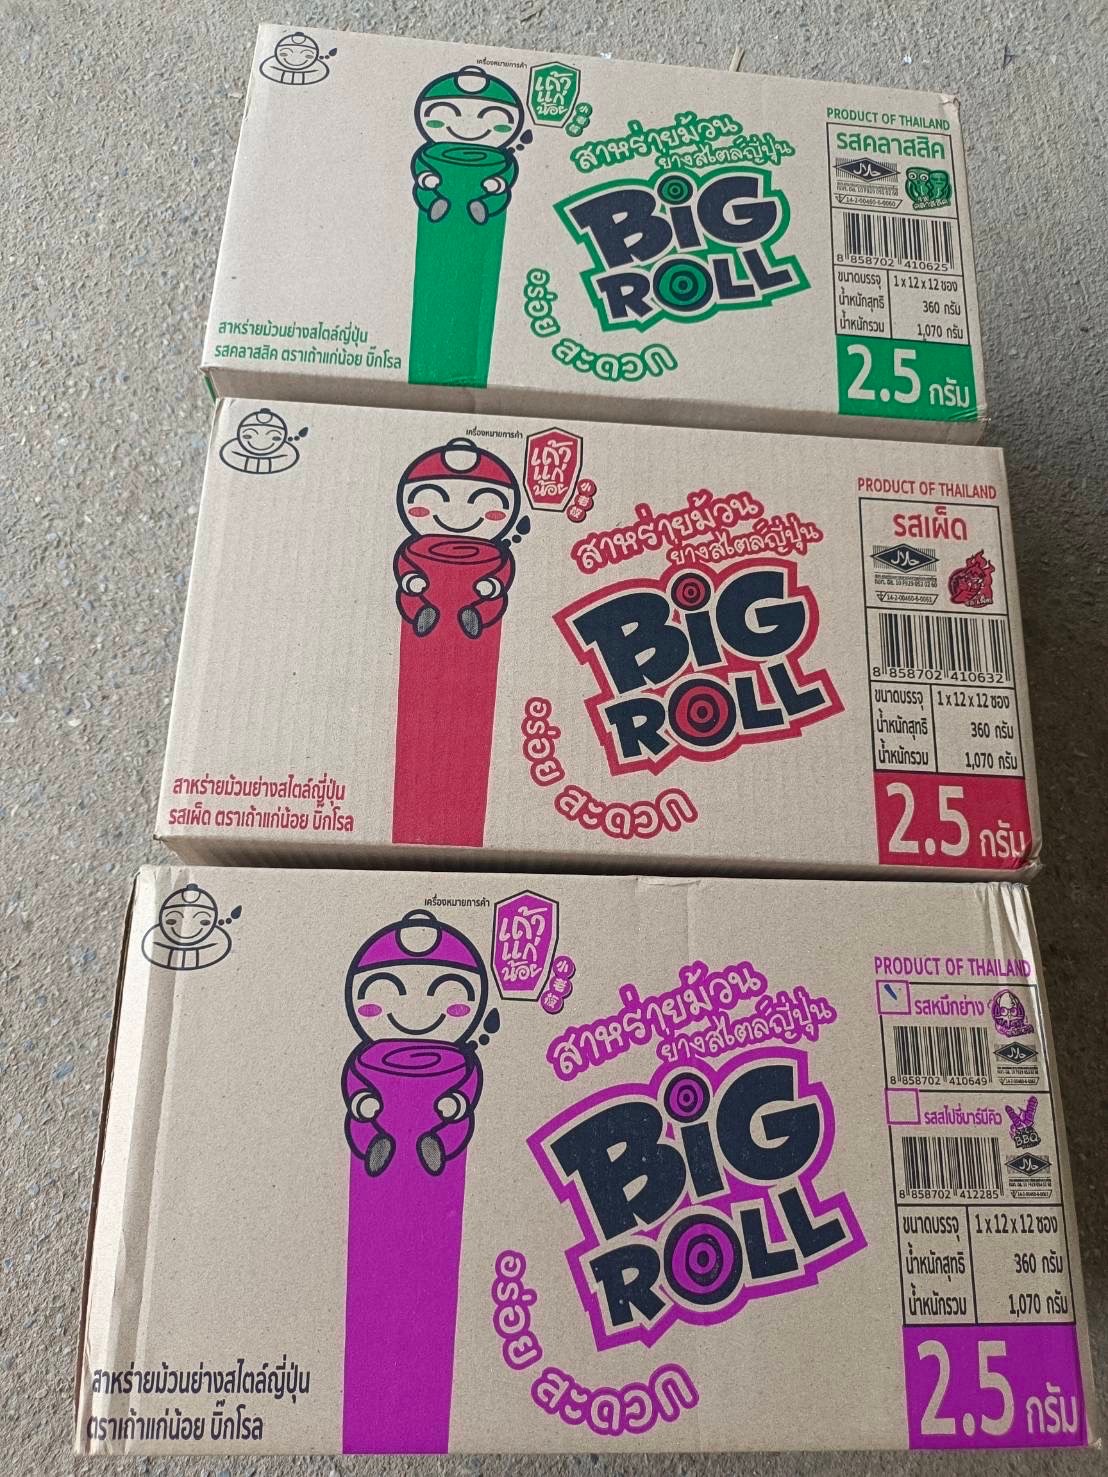 เครื่องหมายการค้า
เถ้า
แก่
น้อย
小老板
สาหร่ายม้วน
ย่างสไตล์ญี่ปุ่น
BiG
ROLL
อร่อย สะดวก
สาหร่ายม้วนย่างสไตล์ญี่ปุ่น
รสคลาสสิค ตราเถ้าแก่น้อย บิ๊กโรล
PRODUCT OF THAILAND
รสคลาสสิค
8 858702 410625
ขนาดบรรจุ 1 x 12 x 12 ซอง
น้ำหนักสุทธิ 360 กรัม
น้ำหนักรวม 1,070 กรัม
2.5 กรัม
เครื่องหมายการค้า
เถ้า
แก่
น้อย
小老板
สาหร่ายม้วน
ย่างสไตล์ญี่ปุ่น
BiG
ROLL
อร่อย สะดวก
สาหร่ายม้วนย่างสไตล์ญี่ปุ่น
รสเผ็ด ตราเถ้าแก่น้อย บิ๊กโรล
PRODUCT OF THAILAND
รสเผ็ด
8 858702 410632
ขนาดบรรจุ 1 x 12 x 12 ซอง
น้ำหนักสุทธิ 360 กรัม
น้ำหนักรวม 1,070 กรัม
2.5 กรัม
เครื่องหมายการค้า
เถ้า
แก่
น้อย
小老板
สาหร่ายม้วน
ย่างสไตล์ญี่ปุ่น
BiG
ROLL
อร่อย สะดวก
สาหร่ายม้วนย่างสไตล์ญี่ปุ่น
ตราเถ้าแก่น้อย บิ๊กโรล
PRODUCT OF THAILAND
รสหมึกย่าง
8 858702 410649
รสสไปซี่บาร์บีคิว
BBQ
8 858702 412285
ขนาดบรรจุ 1 x 12 x 12 ซอง
น้ำหนักสุทธิ 360 กรัม
น้ำหนักรวม 1,070 กรัม
2.5 กรัม